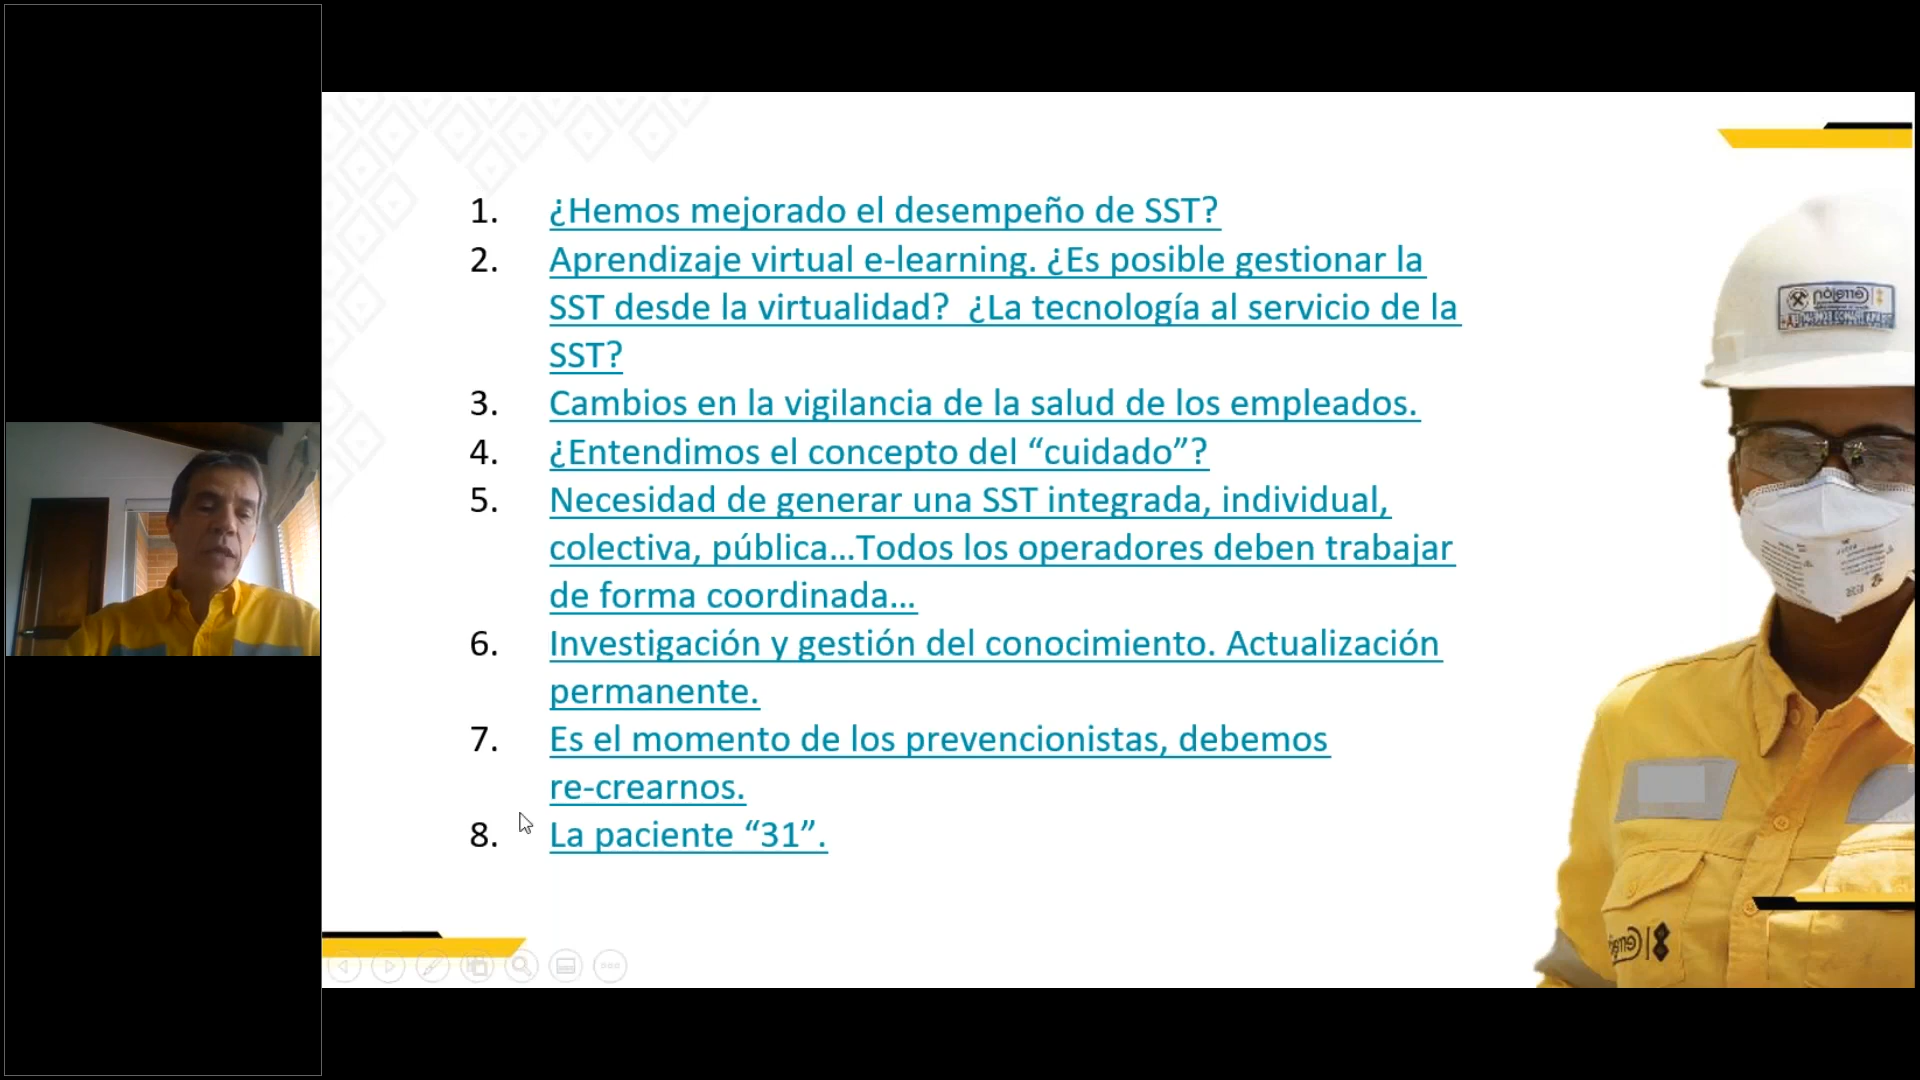 1. ¿Hemos mejorado el desempeño de SST?
2. Aprendizaje virtual e-learning. ¿Es posible gestionar la
SST desde la virtualidad?  ¿La tecnología al servicio de la
SST?
3. Cambios en la vigilancia de la salud de los empleados.
4. ¿Entendimos el concepto del “cuidado”?
5. Necesidad de generar una SST integrada, individual,
colectiva, pública...Todos los operadores deben trabajar
de forma coordinada...
6. Investigación y gestión del conocimiento. Actualización
permanente.
7. Es el momento de los prevencionistas, debemos
re-crearnos.
8. La paciente “31”.